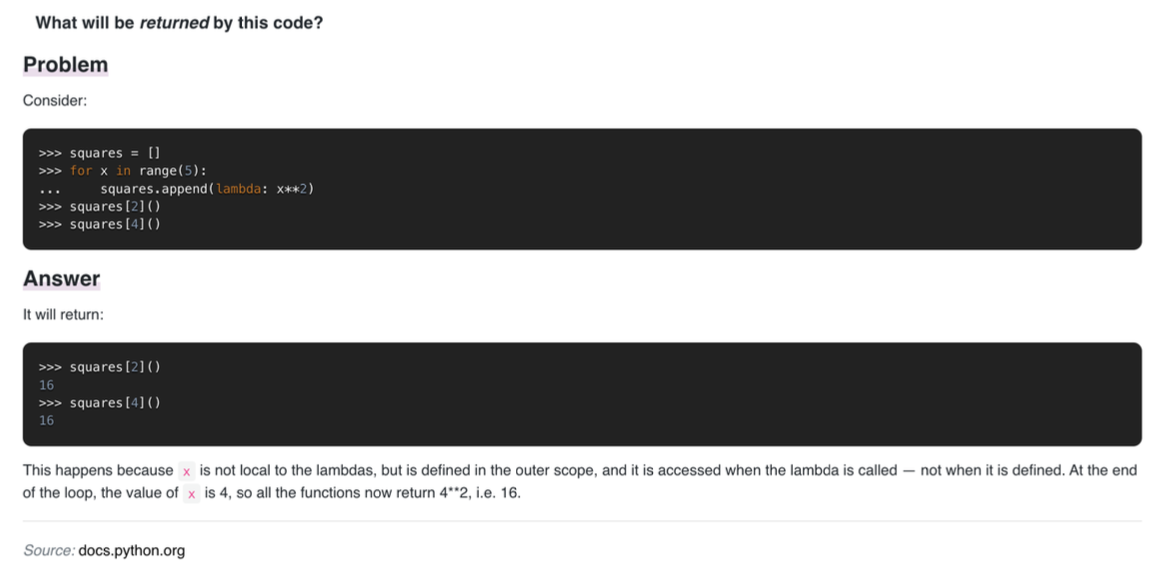 What will be returned by this code?
Problem
Consider:
>>> squares = []
>>> for x in range(5):
...     squares.append(lambda: x**2)
>>> squares[2]()
>>> squares[4]()
Answer
It will return:
>>> squares[2]()
16
>>> squares[4]()
16
This happens because x is not local to the lambdas, but is defined in the outer scope, and it is accessed when the lambda is called — not when it is defined. At the end
of the loop, the value of x is 4, so all the functions now return 4**2, i.e. 16.
Source: docs.python.org